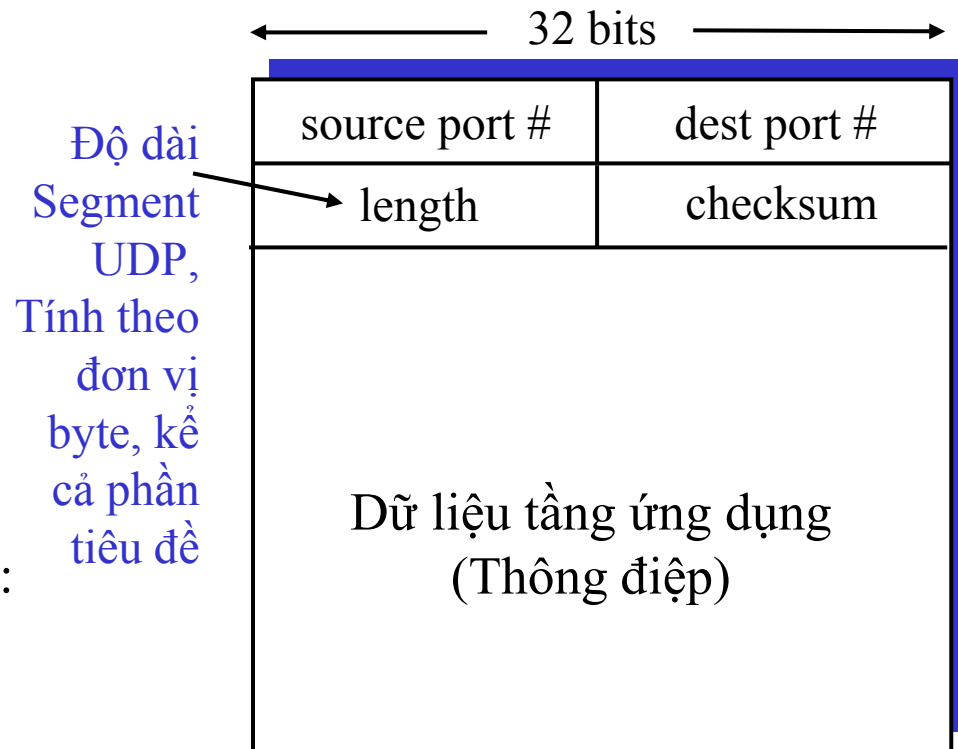 32 bits
source port #
dest port #
length
checksum
Độ dài
Segment
UDP,
Tính theo
đơn vị
byte, kể
cả phần
tiêu đề
:
Dữ liệu tầng ứng dụng
(Thông điệp)